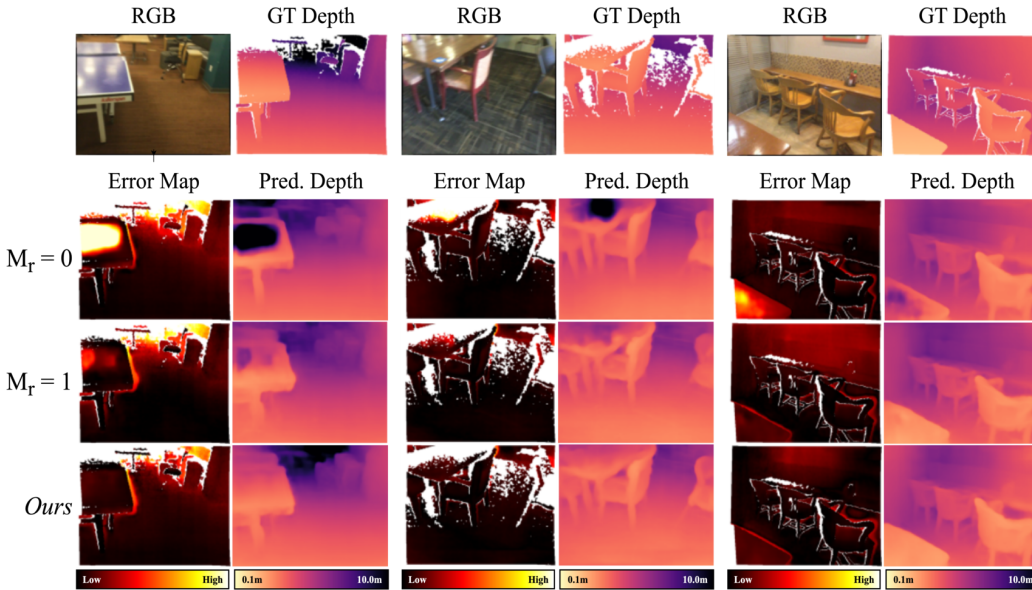 RGB GT Depth RGB GT Depth RGB GT Depth
Error Map Pred. Depth Error Map Pred. Depth Error Map Pred. Depth
Mr = 0
Mr = 1
Ours
Low High 0.1m 10.0m Low High 0.1m 10.0m Low High 0.1m 10.0m